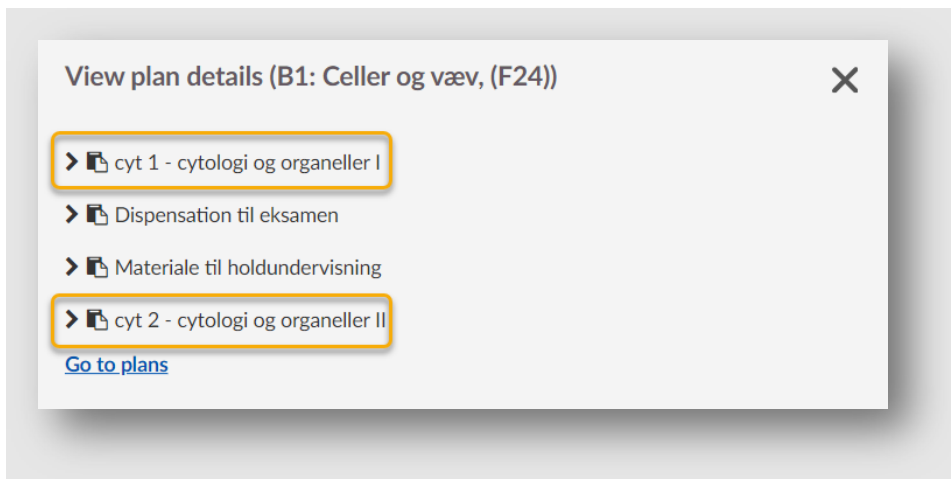 View plan details (B1: Celler og væv, (F24))
cyt 1 - cytologi og organeller I
Dispensation til eksamen
Materiale til holdundervisning
cyt 2 - cytologi og organeller II
Go to plans